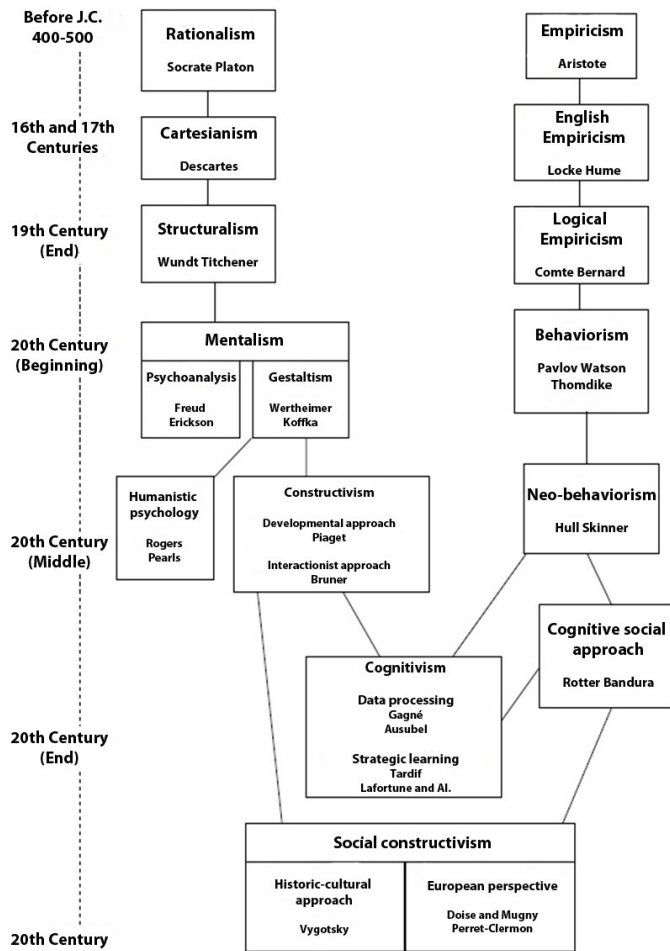 Before J.C.
400-500
Rationalism
Socrate Platon
Empiricism
Aristote
16th and 17th
Centuries
Cartesianism
Descartes
English
Empiricism
Locke Hume
19th Century
(End)
Structuralism
Wundt Titchener
Logical
Empiricism
Comte Bernard
20th Century
(Beginning)
Mentalism
Psychoanalysis
Freud
Erickson
Gestaltism
Wertheimer
Koffka
Behaviorism
Pavlov Watson
Thomdike
20th Century
(Middle)
Humanistic
psychology
Rogers
Pearls
Constructivism
Developmental approach
Piaget
Interactionist approach
Bruner
Neo-behaviorism
Hull Skinner
Cognitive social
approach
Rotter Bandura
20th Century
(End)
Cognitivism
Data processing
Gagné
Ausubel
Strategic learning
Tardif
Lafortune and Al.
Social constructivism
Historic-cultural
approach
Vygotsky
European perspective
Doise and Mugny
Perret-Clermon
20th Century